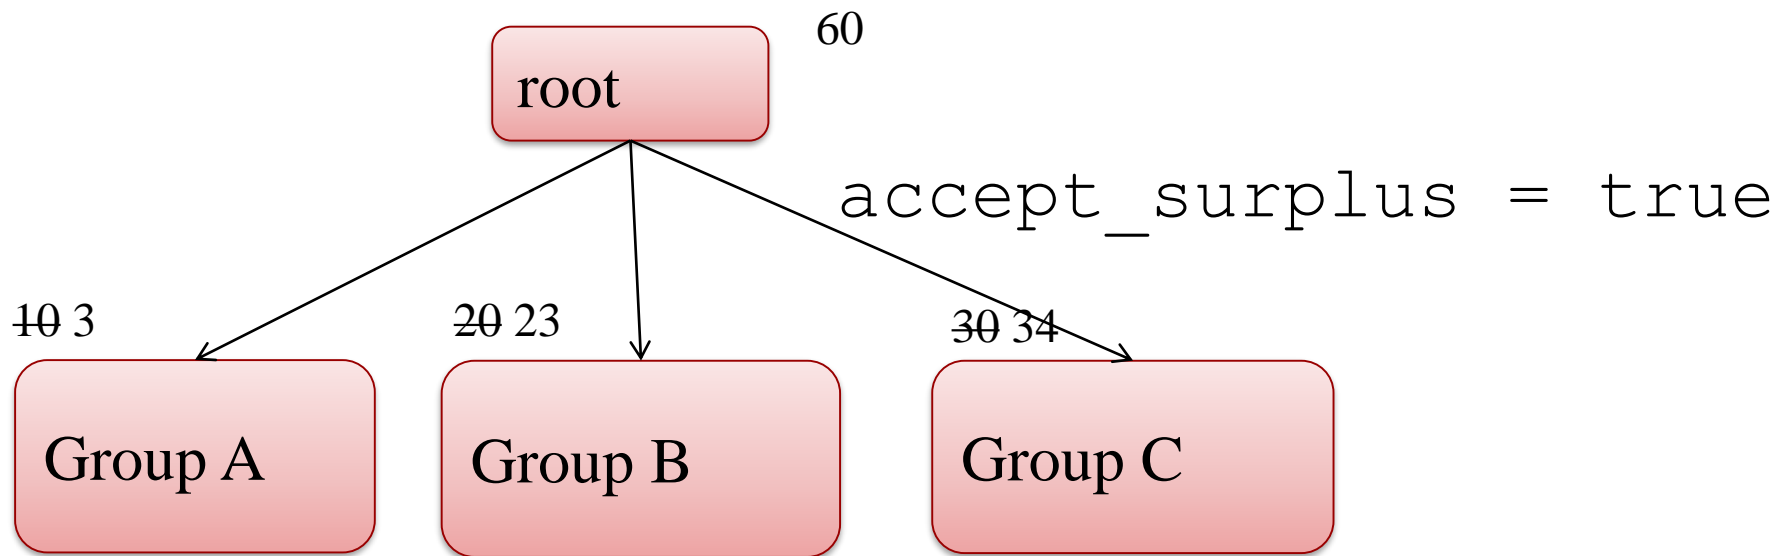 60
root
accept_surplus = true
10 3
20 23
30 34
Group A
Group B
Group C